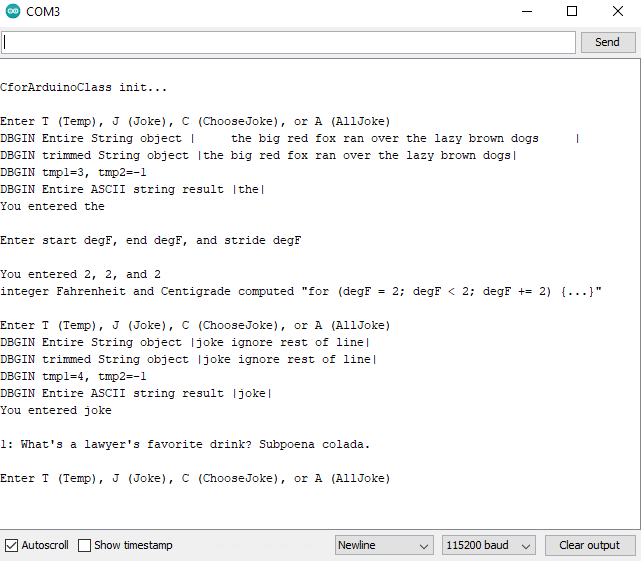 COM3
Send
CforArduinoClass init...
Enter T (Temp), J (Joke), C (ChooseJoke), or A (AllJoke)
DBGIN Entire String object |     the big red fox ran over the lazy brown dogs     |
DBGIN trimmed String object |the big red fox ran over the lazy brown dogs|
DBGIN tmp1=3, tmp2=-1
DBGIN Entire ASCII string result |the|
You entered the
Enter start degF, end degF, and stride degF
You entered 2, 2, and 2
integer Fahrenheit and Centigrade computed "for (degF = 2; degF < 2; degF += 2) {...}"
Enter T (Temp), J (Joke), C (ChooseJoke), or A (AllJoke)
DBGIN Entire String object |joke ignore rest of line|
DBGIN trimmed String object |joke ignore rest of line|
DBGIN tmp1=4, tmp2=-1
DBGIN Entire ASCII string result |joke|
You entered joke
1: What's a lawyer's favorite drink? Subpoena colada.
Enter T (Temp), J (Joke), C (ChooseJoke), or A (AllJoke)
Autoscroll Show timestamp Newline 115200 baud Clear output